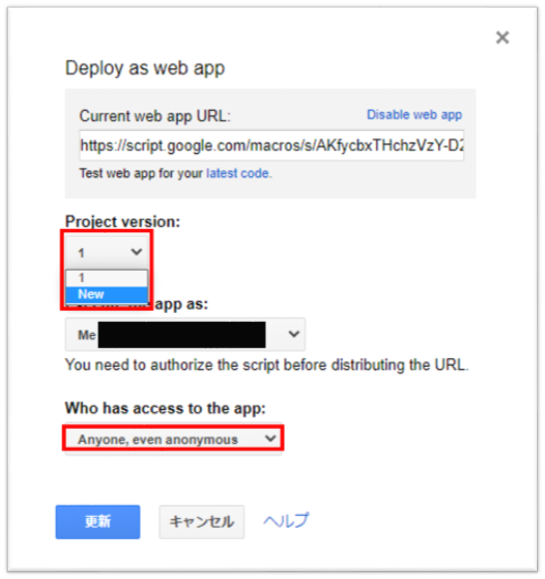 Deploy as web app
Current web app URL:
Disable web app
https://script.google.com/macros/s/AKfycbxTHchzVzY-D2
Test web app for your latest code.
Project version:
1
1
New
app as:
Me
You need to authorize the script before distributing the URL.
Who has access to the app:
Anyone, even anonymous
更新
キャンセル
ヘルプ